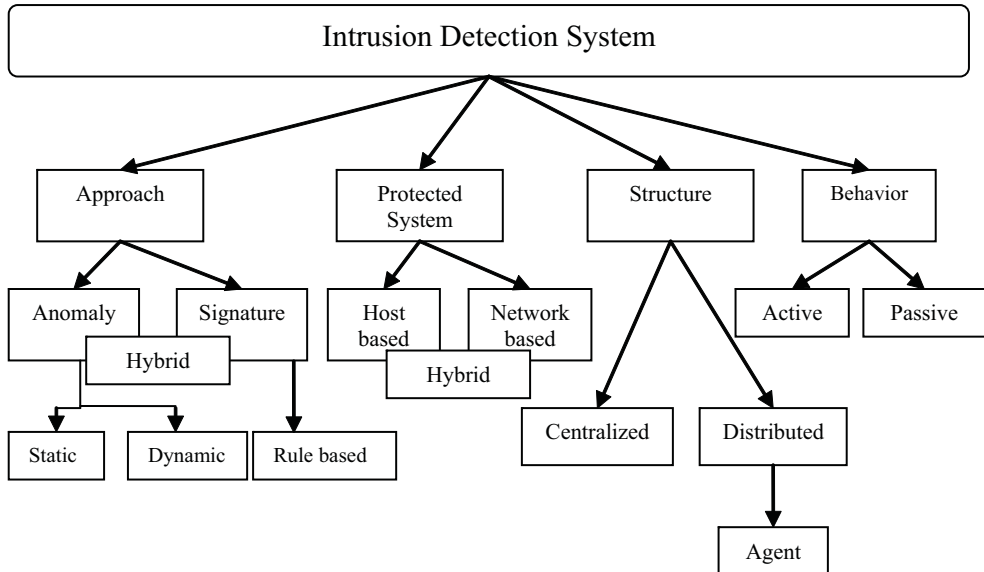 Intrusion Detection System
Approach
Protected
System
Structure
Behavior
Anomaly
Signature
Hybrid
Host
based
Network
based
Hybrid
Active
Passive
Static
Dynamic
Rule based
Centralized
Distributed
Agent